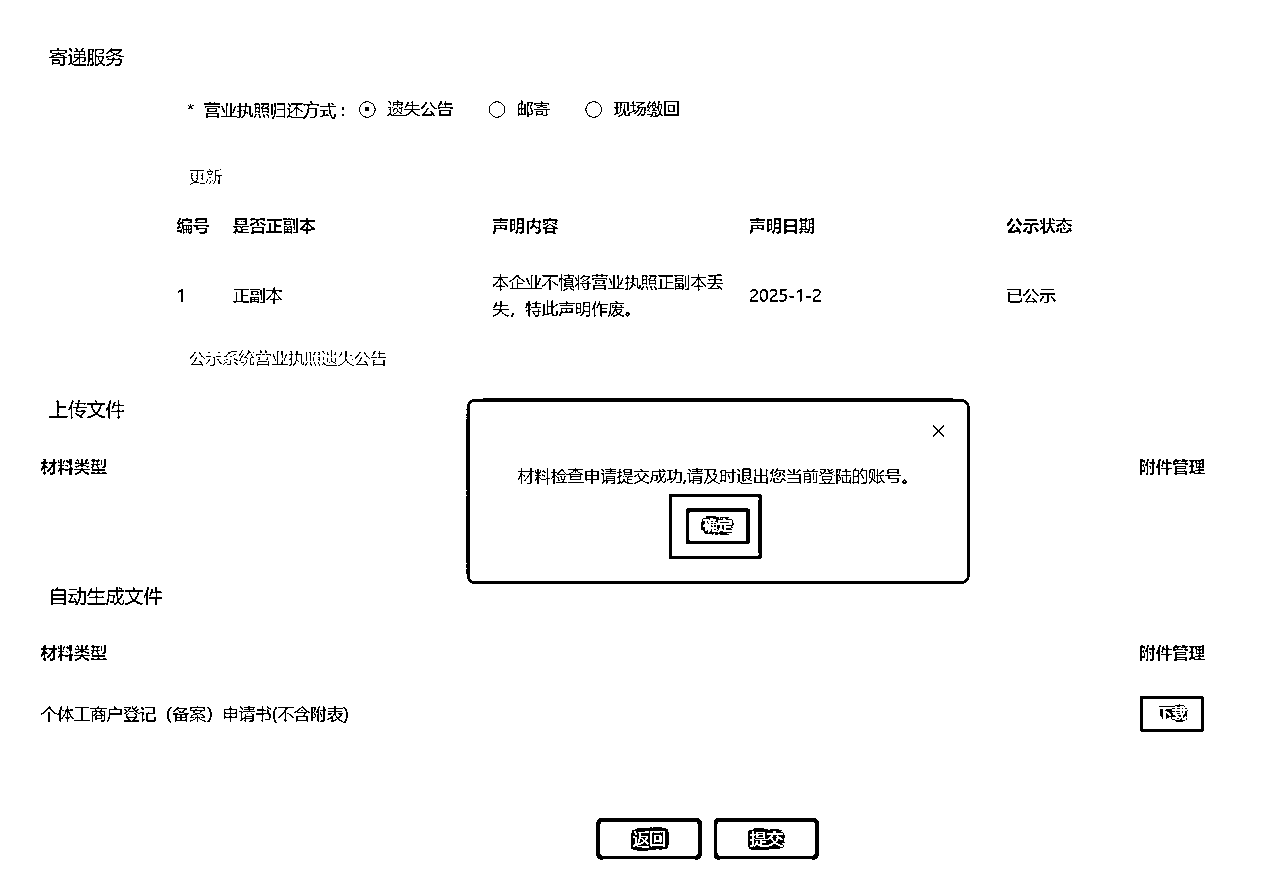 寄递服务
* 营业执照归还方式: 遗失公告 邮寄 现场缴回
更新
编号 是否正副本 声明内容 声明日期 公示状态
1 正副本 本企业不慎将营业执照正副本丢 2025-1-2 已公示
失，特此声明作废。
公示系统营业执照遗失公告
上传文件
材料类型 附件管理
材料检查申请提交成功,请及时退出您当前登陆的账号。
确定
自动生成文件
材料类型 附件管理
个体工商户登记（备案）申请书(不含附表) 下载
返回 提交